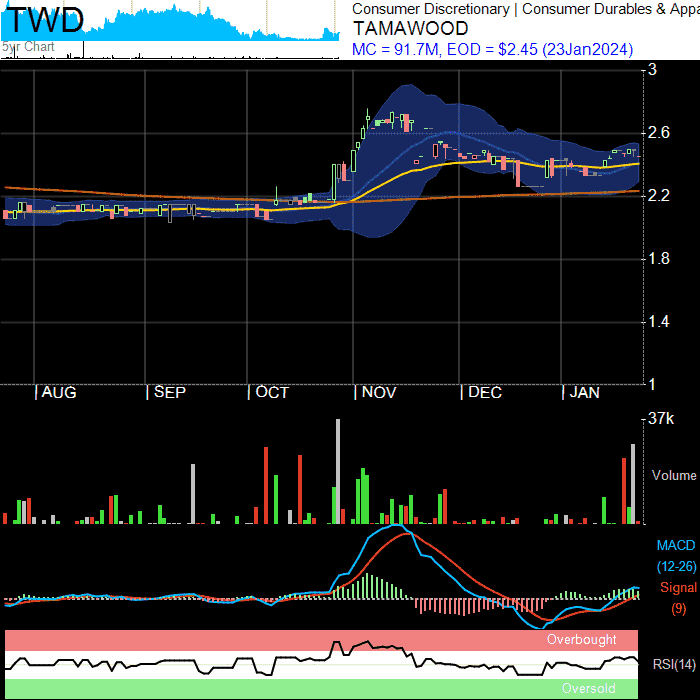 TWD
Consumer Discretionary | Consumer Durables & Appa
TAMAWOOD
MC = 91.7M, EOD = $2.45 (23Jan2024)
5yr Chart
3
2.6
2.2
1.8
1.4
1
AUG
SEP
OCT
NOV
DEC
JAN
37k
Volume
MACD
(12-26)
Signal
(9)
Overbought
RSI(14)
Oversold